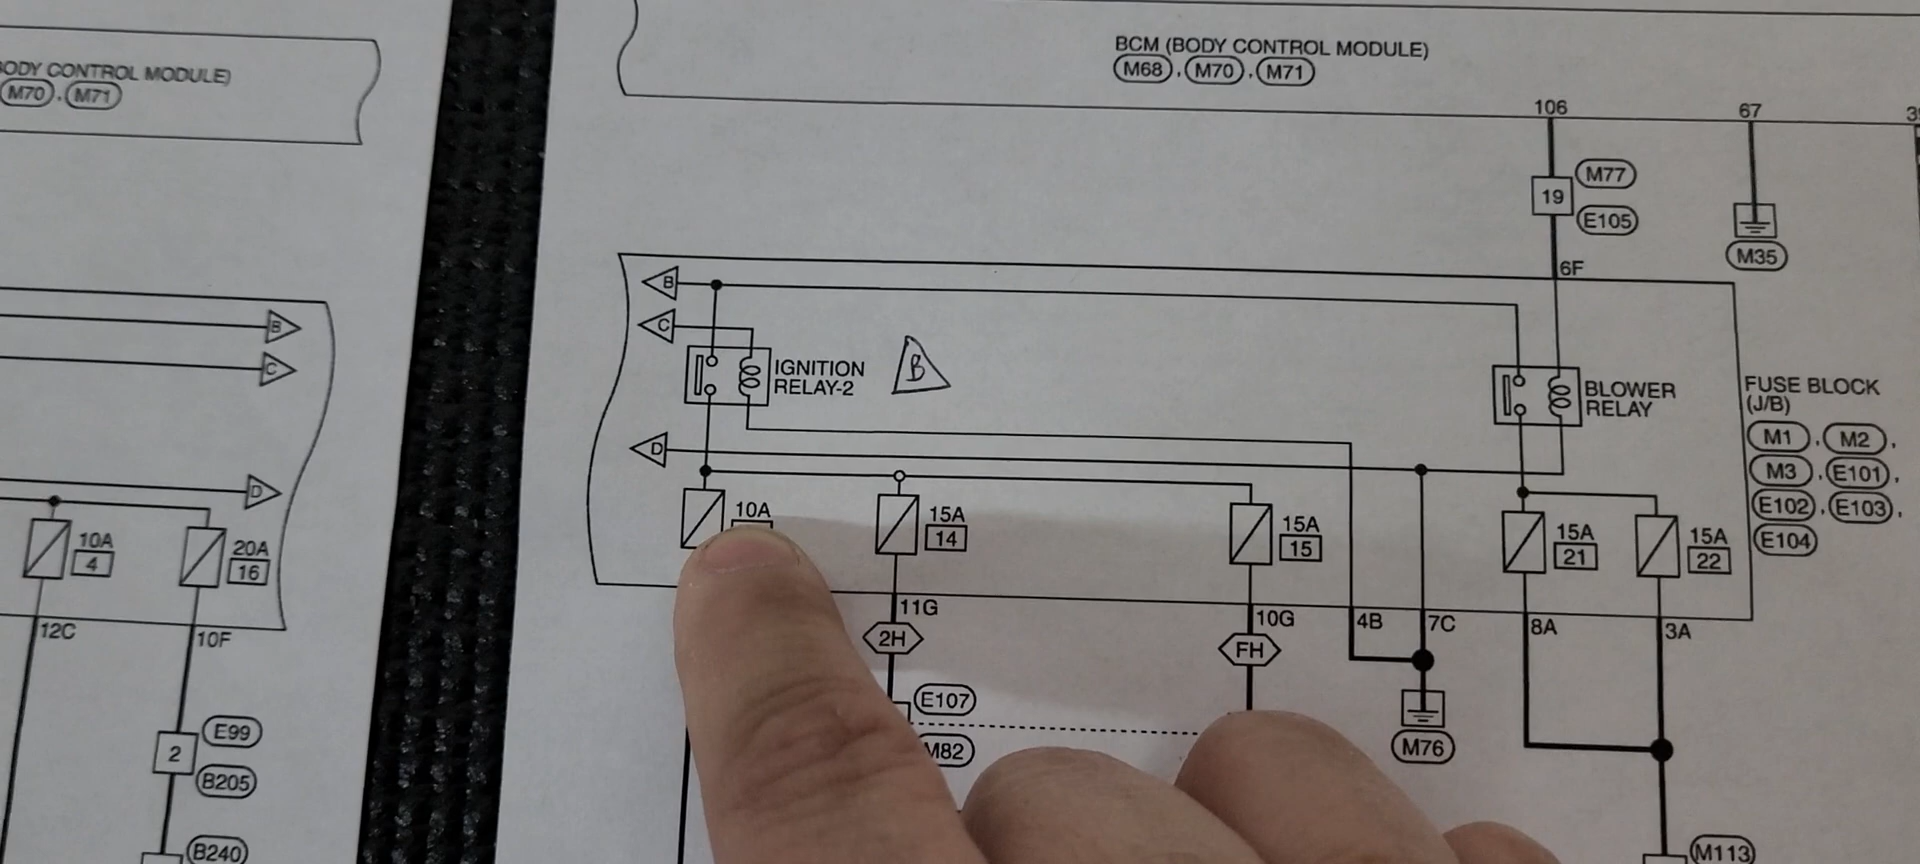 ODY CONTROL MODULE)
M70 , M71
B
C
D
10A
4
20A
16
12C
10F
E99
2
B205
B240
BCM (BODY CONTROL MODULE)
M68 , M70 , M71
106
67
M77
19
E105
M35
6F
B
C
IGNITION
RELAY-2
B
BLOWER
RELAY
FUSE BLOCK
(J/B)
M1 , M2 ,
M3 , E101 ,
E102 , E103 ,
E104
D
10A
15A
14
15A
15
15A
21
15A
22
11G
10G
4B
7C
8A
3A
2H
FH
E107
M82
M76
M113